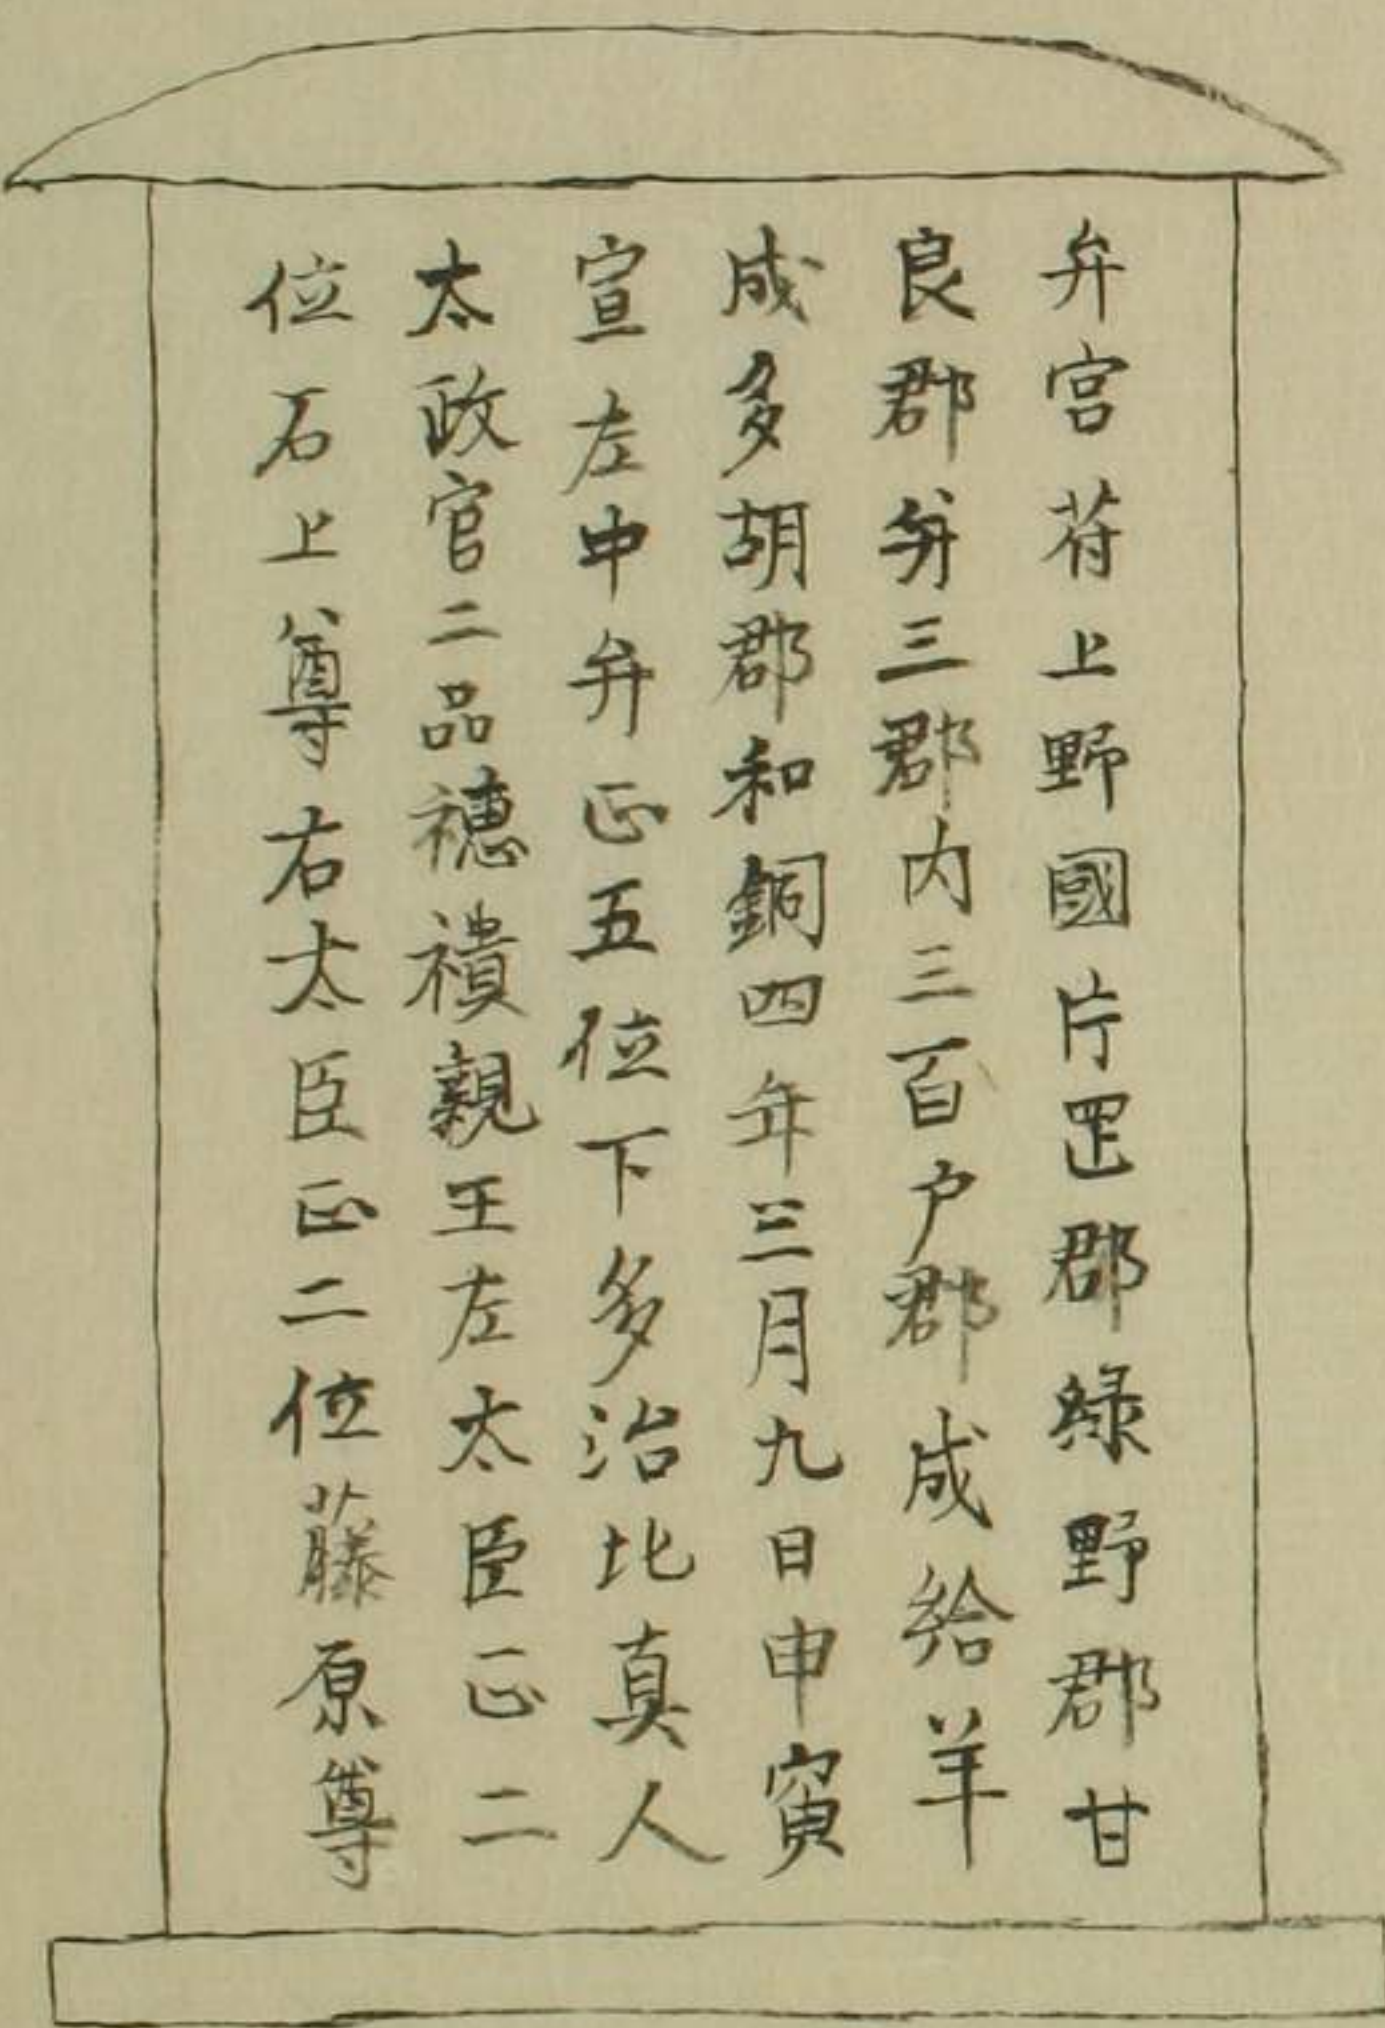 弁宮苻上野國片罡郡緑野郡甘
良郡并三郡内三百户郡成給羊
成多胡郡和銅四年三月九日甲寅
宣左中弁正五位下多治比真人
太政官二品穂積親王左太臣正二
位石上尊右太臣正二位藤原尊